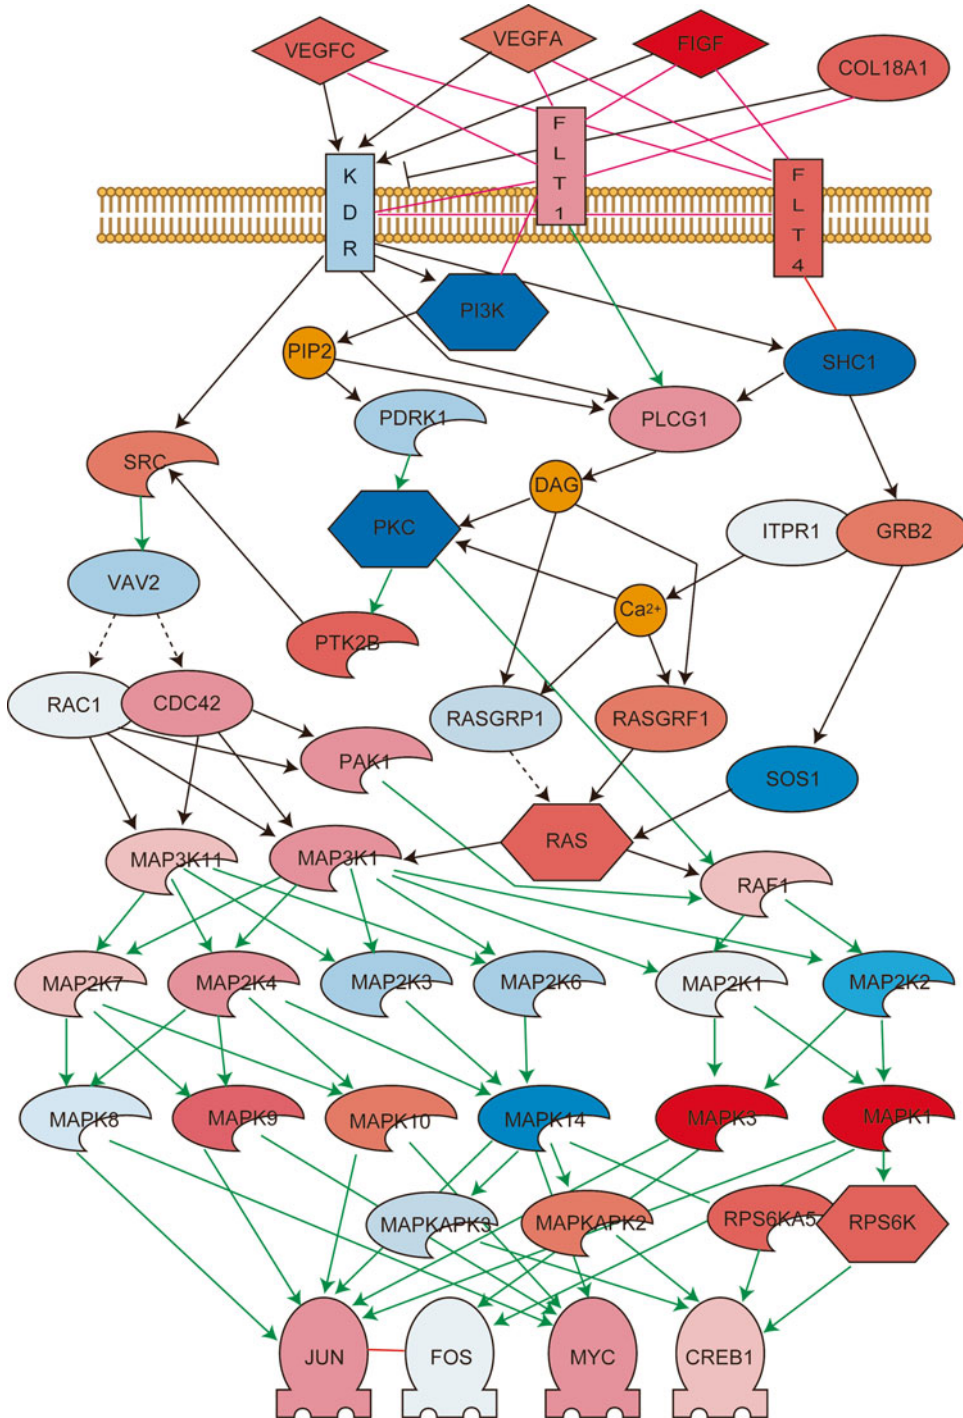 VEGFC
VEGFA
FIGF
COL18A1
FLT1
KDR
FLT4
PI3K
PIP2
SHC1
PDRK1
PLCG1
SRC
DAG
PKC
ITPR1
GRB2
VAV2
Ca2+
PTK2B
RAC1
CDC42
RASGRP1
RASGRF1
PAK1
SOS1
RAS
MAP3K11
MAP3K1
RAF1
MAP2K7
MAP2K4
MAP2K3
MAP2K6
MAP2K1
MAP2K2
MAPK8
MAPK9
MAPK10
MAPK14
MAPK3
MAPK1
MAPKAPK3
MAPKAPK2
RPS6KA5
RPS6K
JUN
FOS
MYC
CREB1